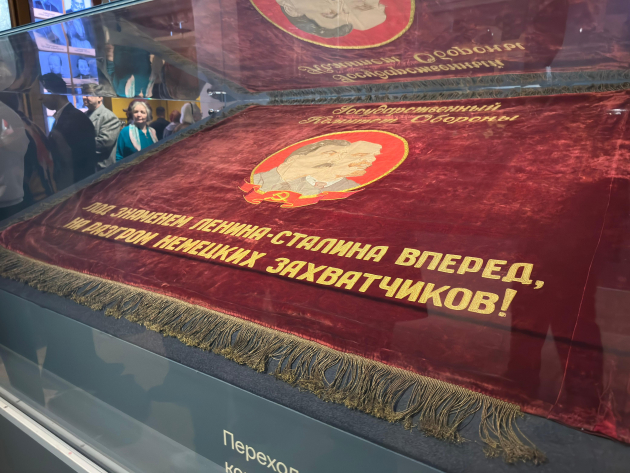 Государственный
Комитет Обороны
ПОД ЗНАМЕНЕМ ЛЕНИНА-СТАЛИНА ВПЕРЕД,
НА РАЗГРОМ НЕМЕЦКИХ ЗАХВАТЧИКОВ!
Переход